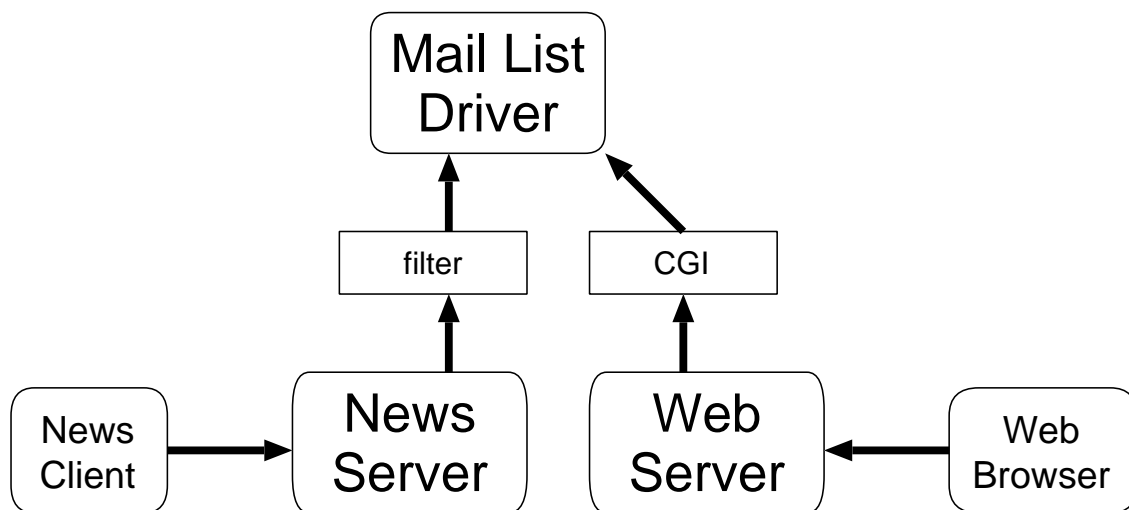 Mail List
Driver
filter
CGI
News
Client
News
Server
Web
Server
Web
Browser